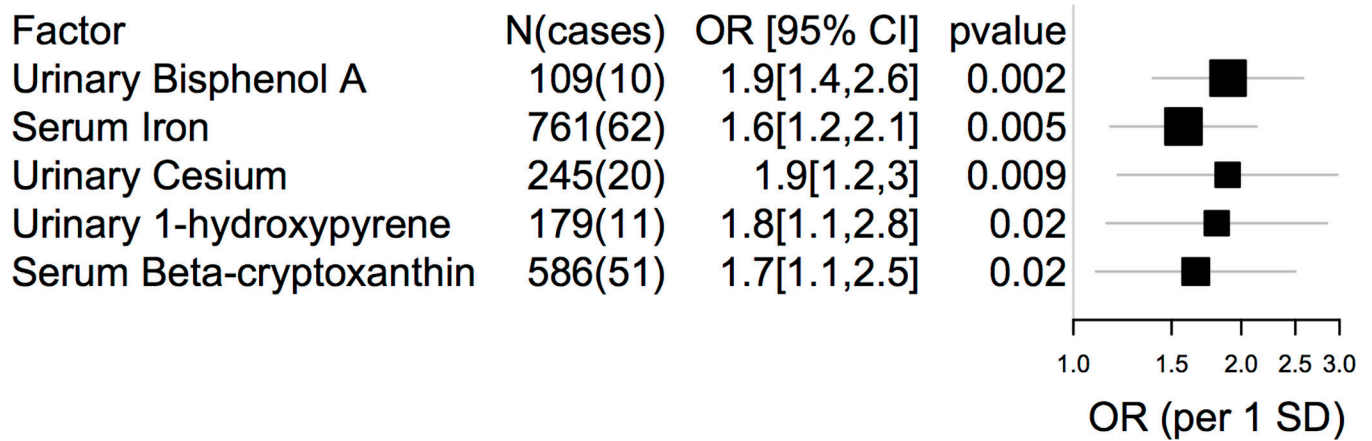 Factor N(cases) OR [95% CI] pvalue
Urinary Bisphenol A 109(10) 1.9[1.4,2.6] 0.002
Serum Iron 761(62) 1.6[1.2,2.1] 0.005
Urinary Cesium 245(20) 1.9[1.2,3] 0.009
Urinary 1-hydroxypyrene 179(11) 1.8[1.1,2.8] 0.02
Serum Beta-cryptoxanthin 586(51) 1.7[1.1,2.5] 0.02
1.0 1.5 2.0 2.5 3.0
OR (per 1 SD)